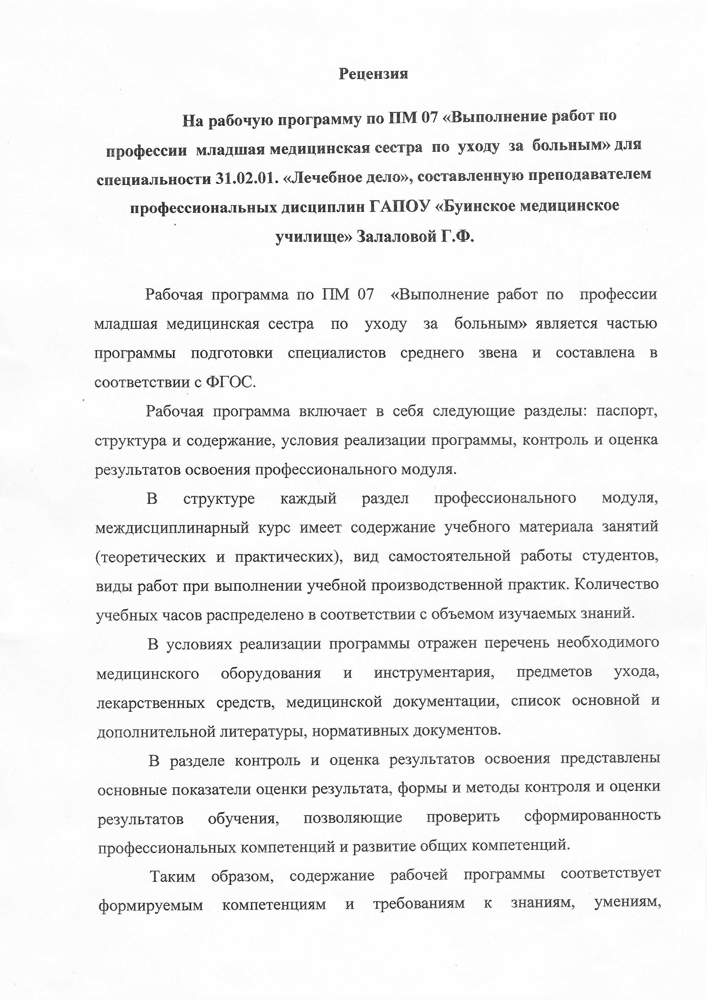 Рецензия
На рабочую программу по ПМ 07 «Выполнение работ по
профессии младшая медицинская сестра по уходу за больным» для
специальности 31.02.01. «Лечебное дело», составленную преподавателем
профессиональных дисциплин ГАПОУ «Буинское медицинское
училище» Залаловой Г.Ф.
Рабочая программа по ПМ 07 «Выполнение работ по профессии
младшая медицинская сестра по уходу за больным» является частью
программы подготовки специалистов среднего звена и составлена в
соответствии с ФГОС.
Рабочая программа включает в себя следующие разделы: паспорт,
структура и содержание, условия реализации программы, контроль и оценка
результатов освоения профессионального модуля.
В структуре каждый раздел профессионального модуля,
междисциплинарный курс имеет содержание учебного материала занятий
(теоретических и практических), вид самостоятельной работы студентов,
виды работ при выполнении учебной производственной практик. Количество
учебных часов распределено в соответствии с объемом изучаемых знаний.
В условиях реализации программы отражен перечень необходимого
медицинского оборудования и инструментария, предметов ухода,
лекарственных средств, медицинской документации, список основной и
дополнительной литературы, нормативных документов.
В разделе контроль и оценка результатов освоения представлены
основные показатели оценки результата, формы и методы контроля и оценки
результатов обучения, позволяющие проверить сформированность
профессиональных компетенций и развитие общих компетенций.
Таким образом, содержание рабочей программы соответствует
формируемым компетенциям и требованиям к знаниям, умениям,